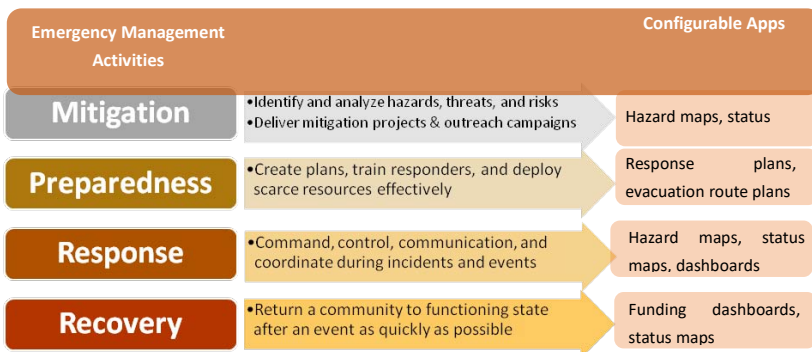 Emergency Management
Activities
Configurable Apps
Mitigation
•Identify and analyze hazards, threats, and risks
•Deliver mitigation projects & outreach campaigns
Hazard maps, status
Preparedness
•Create plans, train responders, and deploy
scarce resources effectively
Response plans,
evacuation route plans
Response
•Command, control, communication, and
coordinate during incidents and events
Hazard maps, status
maps, dashboards
Recovery
•Return a community to functioning state
after an event as quickly as possible
Funding dashboards,
status maps